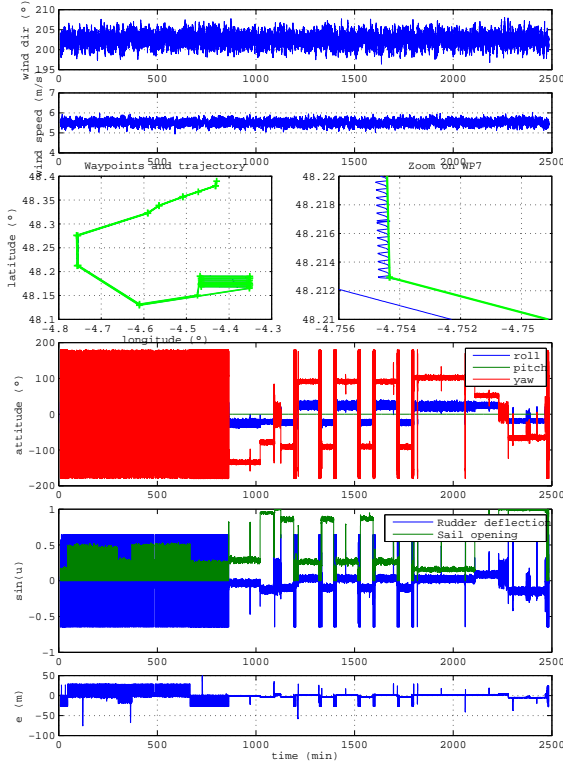 wind dir (º)
210
205
200
195
0 500 1000 1500 2000 2500
wind speed (m/s)
7
6
5
4
0 500 1000 1500 2000 2500
Waypoints and trajectory
latitude (º)
48.4
48.35
48.3
48.25
48.2
48.15
48.1
−4.8 −4.7 −4.6 −4.5 −4.4 −4.3
longitude (º)
Zoom on WP7
48.22
48.218
48.216
48.214
48.212
48.21
−4.756 −4.754 −4.752 −4.75
attitude (º)
200
100
0
−100
−200
roll
pitch
yaw
0 500 1000 1500 2000 2500
sin(u)
1
0.5
0
−0.5
−1
Rudder deflection
Sail opening
0 500 1000 1500 2000 2500
e (m)
50
0
−50
−100
0 500 1000 1500 2000 2500
time (min)